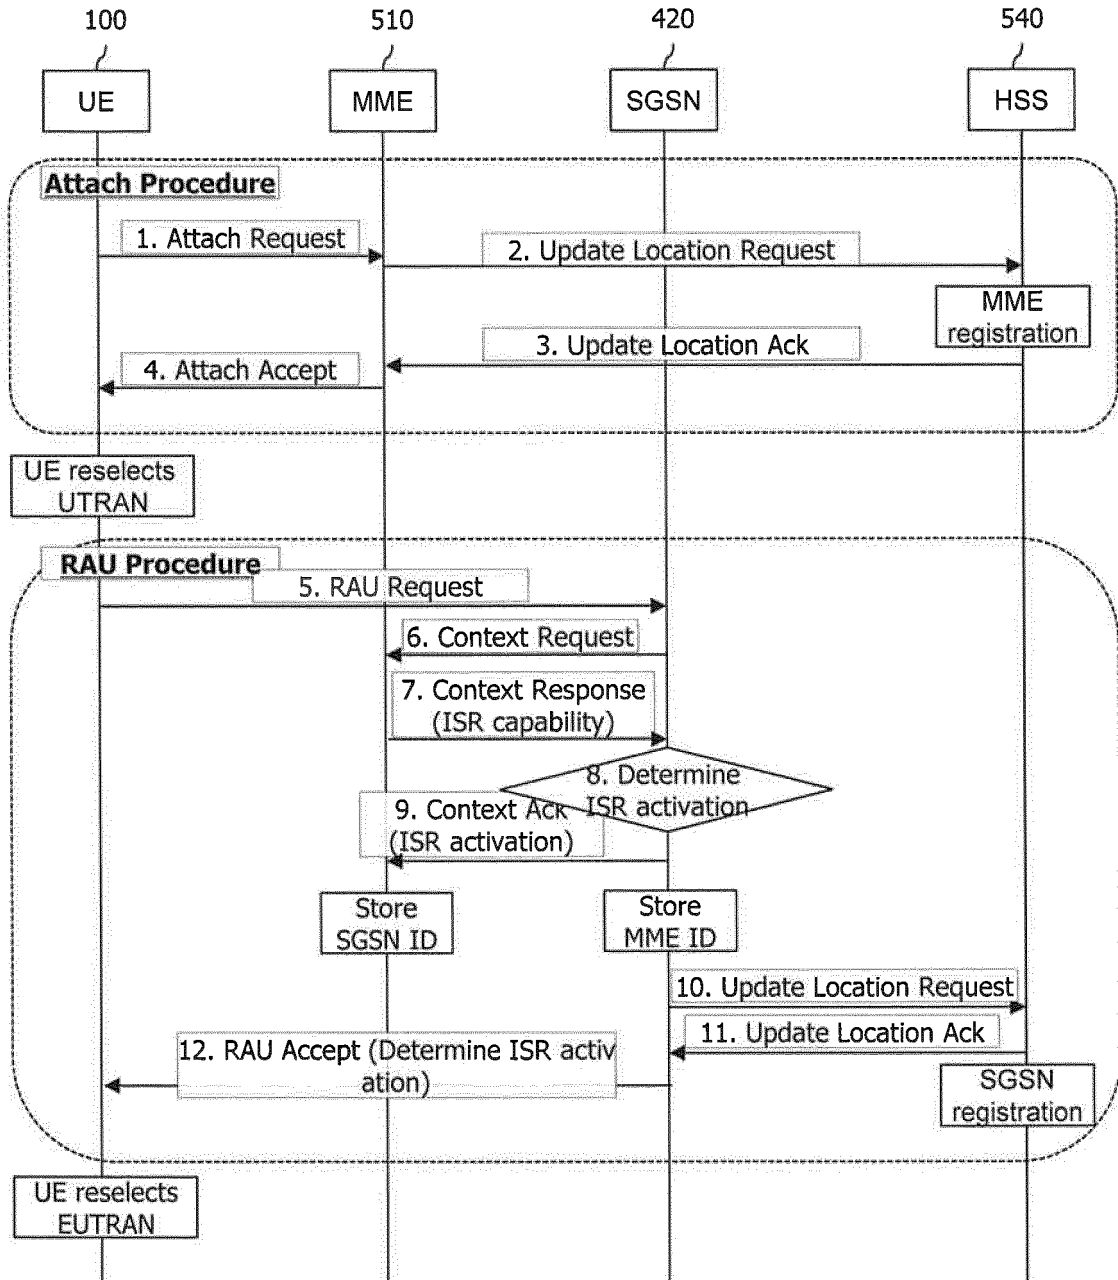 100
510
420
540
UE
MME
SGSN
HSS
Attach Procedure
1. Attach Request
2. Update Location Request
MME
registration
3. Update Location Ack
4. Attach Accept
UE reselects
UTRAN
RAU Procedure
5. RAU Request
6. Context Request
7. Context Response
(ISR capability)
8. Determine
ISR activation
9. Context Ack
(ISR activation)
Store
SGSN ID
Store
MME ID
10. Update Location Request
11. Update Location Ack
12. RAU Accept (Determine ISR activ
ation)
SGSN
registration
UE reselects
EUTRAN